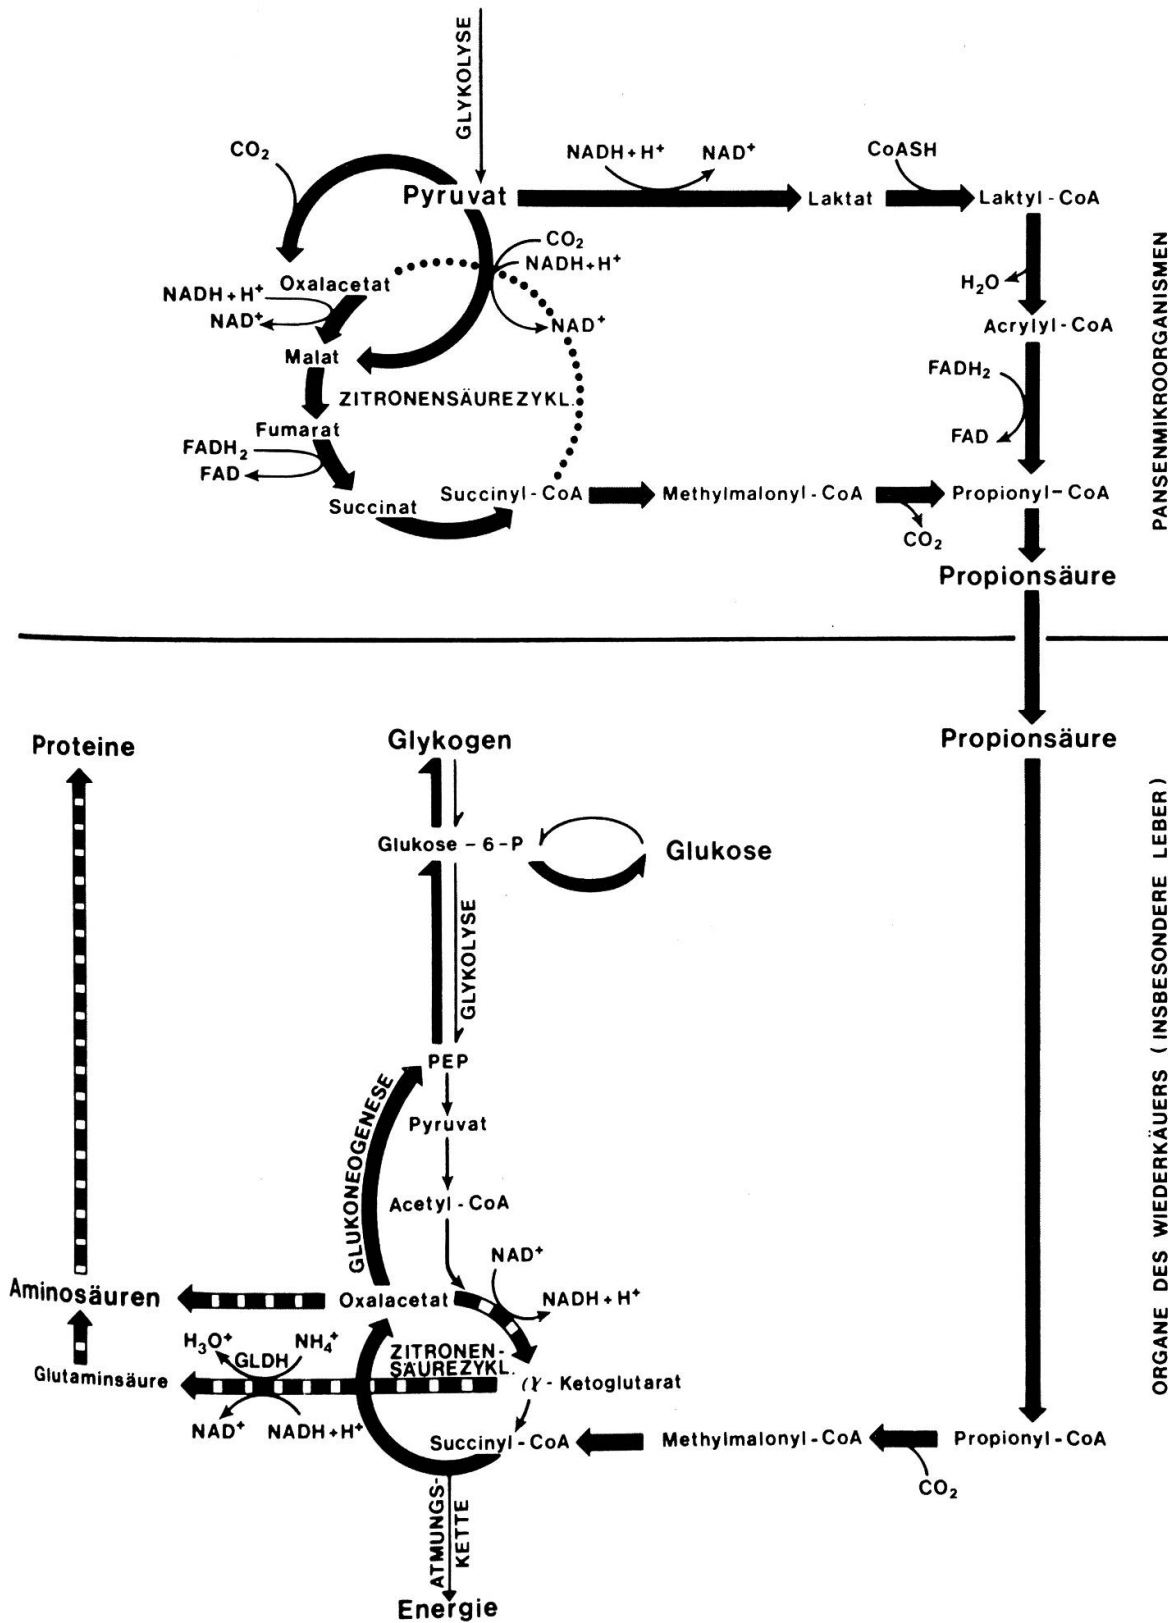 GLYKOLYSE
CO₂
NADH+H⁺
NAD⁺
CoASH
Pyruvat
Laktat
Laktyl-CoA
CO₂
NADH+H⁺
Oxalacetat
NADH+H⁺
NAD⁺
NAD⁺
H₂O
Acrylyl-CoA
Malat
FADH₂
ZITRONENSÄUREZYKL.
Fumarat
FADH₂
FAD
FAD
Succinat
Succinyl-CoA
Methylmalonyl-CoA
Propionyl-CoA
CO₂
Propionsäure
PANSENMIKROORGANISMEN
Proteine
Glykogen
Propionsäure
Glukose-6-P
Glukose
GLYKOLYSE
PEP
GLUKONEOGENESE
Pyruvat
Acetyl-CoA
NAD⁺
Aminosäuren
Oxalacetat
NADH+H⁺
H₃O⁺
NH₄⁺
GLDH
ZITRONEN-
SÄUREZYKL.
Glutaminsäure
α-Ketoglutarat
NAD⁺
NADH+H⁺
Succinyl-CoA
Methylmalonyl-CoA
Propionyl-CoA
CO₂
ATMUNGS-
KETTE
Energie
ORGANE DES WIEDERKÄUERS (INSBESONDERE LEBER)